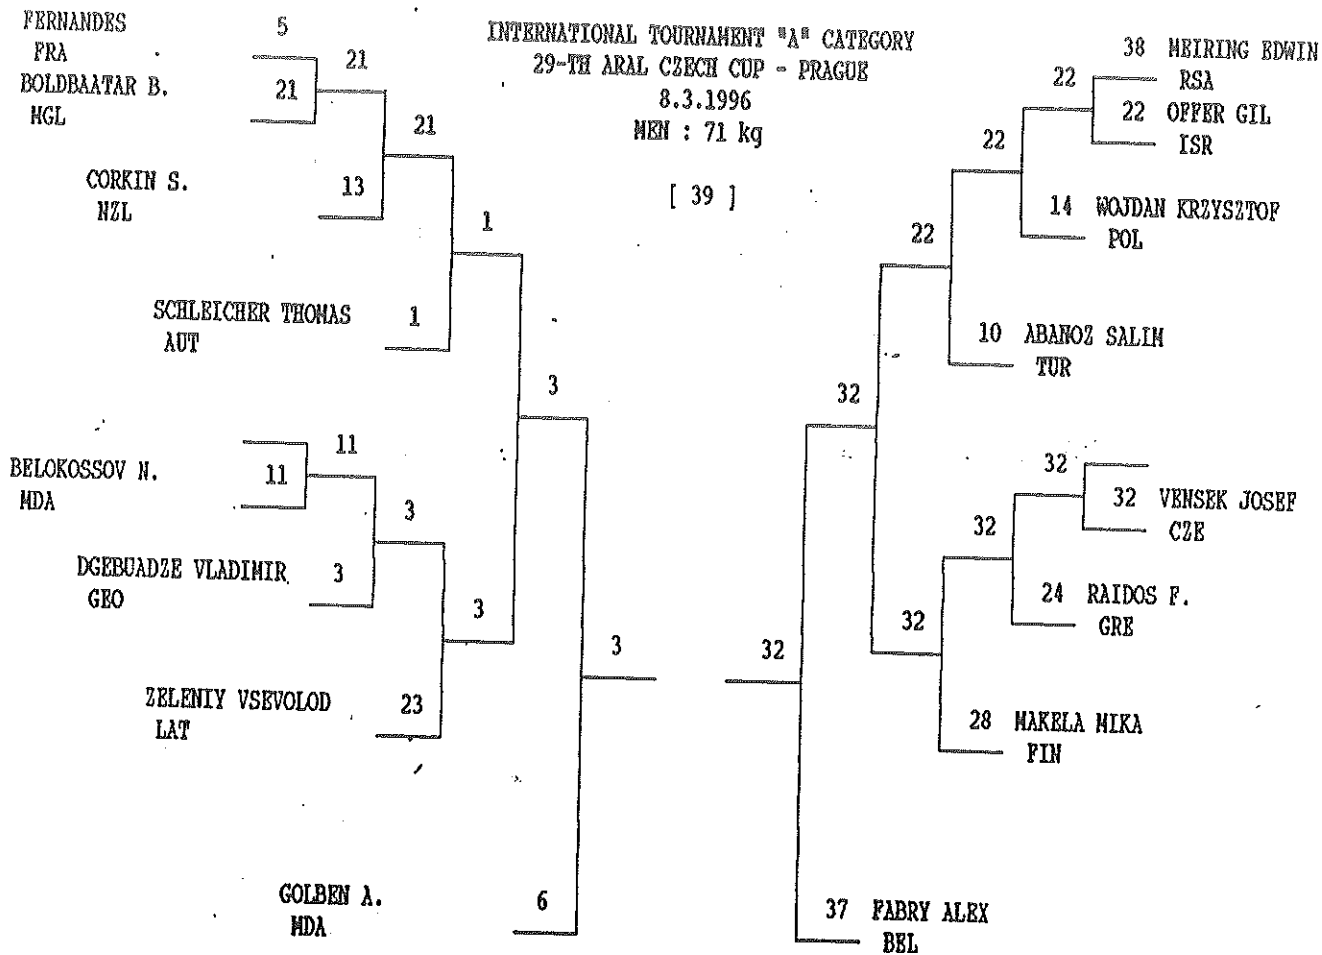 INTERNATIONAL TOURNAMENT "A" CATEGORY
29-TH ARAL CZECH CUP - PRAGUE
8.3.1996
MEN : 71 kg
[ 39 ]
FERNANDES 5
FRA
21
BOLDBAATAR B. 21
MGL
21
CORKIN S. 13
NZL
1
SCHLEICHER THOMAS 1
AUT
3
11
BELOKOSSOV N. 11
MDA
3
DGEBUADZE VLADIMIR 3
GEO
3
3
ZELENIY VSEVOLOD 23
LAT
GOLBEN A. 6
MDA
38 MEIRING EDWIN
RSA
22
22 OFFER GIL
ISR
22
14 WOJDAN KRZYSZTOF
POL
22
10 ABANOZ SALIM
TUR
32
32
32 VENSEK JOSEF
CZE
32
24 RAIDOS F.
GRE
32
32
28 MAKELA MIKA
FIN
37 FABRY ALEX
BEL